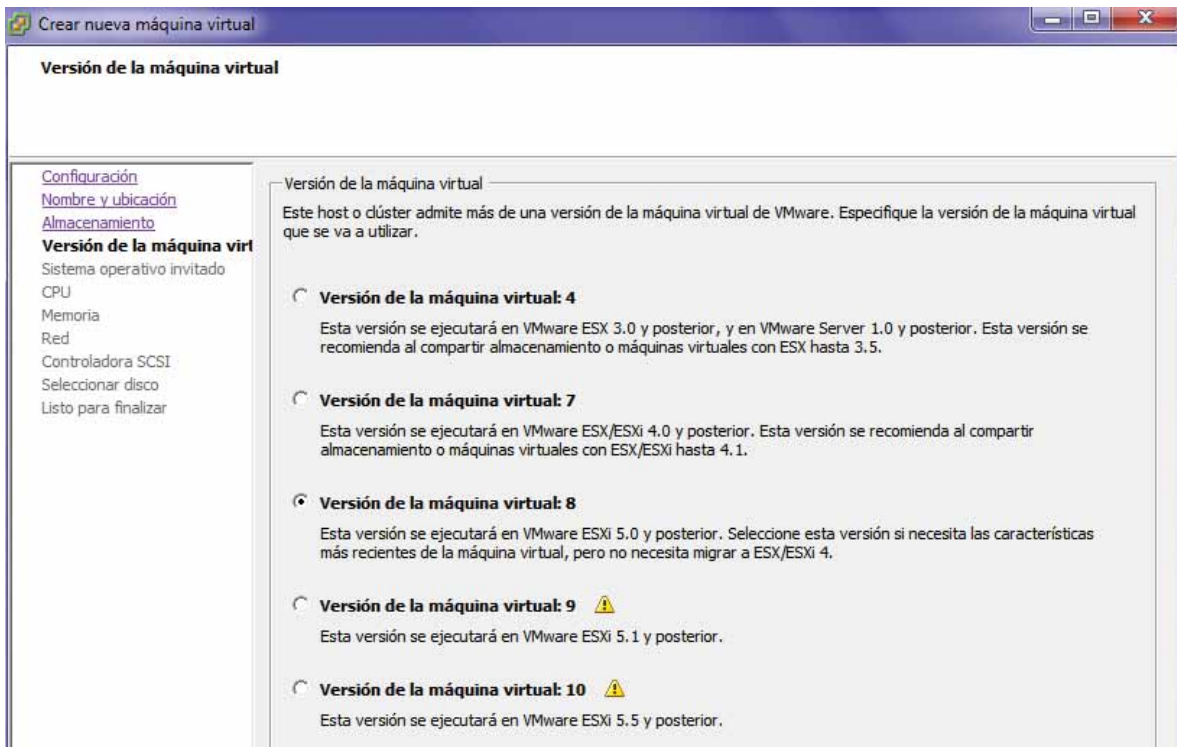 Crear nueva máquina virtual
Versión de la máquina virtual
Configuración
Nombre y ubicación
Almacenamiento
Versión de la máquina virt
Sistema operativo invitado
CPU
Memoria
Red
Controladora SCSI
Seleccionar disco
Listo para finalizar
Versión de la máquina virtual
Este host o clúster admite más de una versión de la máquina virtual de VMware. Especifique la versión de la máquina virtual
que se va a utilizar.
Versión de la máquina virtual: 4
Esta versión se ejecutará en VMware ESX 3.0 y posterior, y en VMware Server 1.0 y posterior. Esta versión se
recomienda al compartir almacenamiento o máquinas virtuales con ESX hasta 3.5.
Versión de la máquina virtual: 7
Esta versión se ejecutará en VMware ESX/ESXi 4.0 y posterior. Esta versión se recomienda al compartir
almacenamiento o máquinas virtuales con ESX/ESXi hasta 4.1.
Versión de la máquina virtual: 8
Esta versión se ejecutará en VMware ESXi 5.0 y posterior. Seleccione esta versión si necesita las características
más recientes de la máquina virtual, pero no necesita migrar a ESX/ESXi 4.
Versión de la máquina virtual: 9
Esta versión se ejecutará en VMware ESXi 5.1 y posterior.
Versión de la máquina virtual: 10
Esta versión se ejecutará en VMware ESXi 5.5 y posterior.